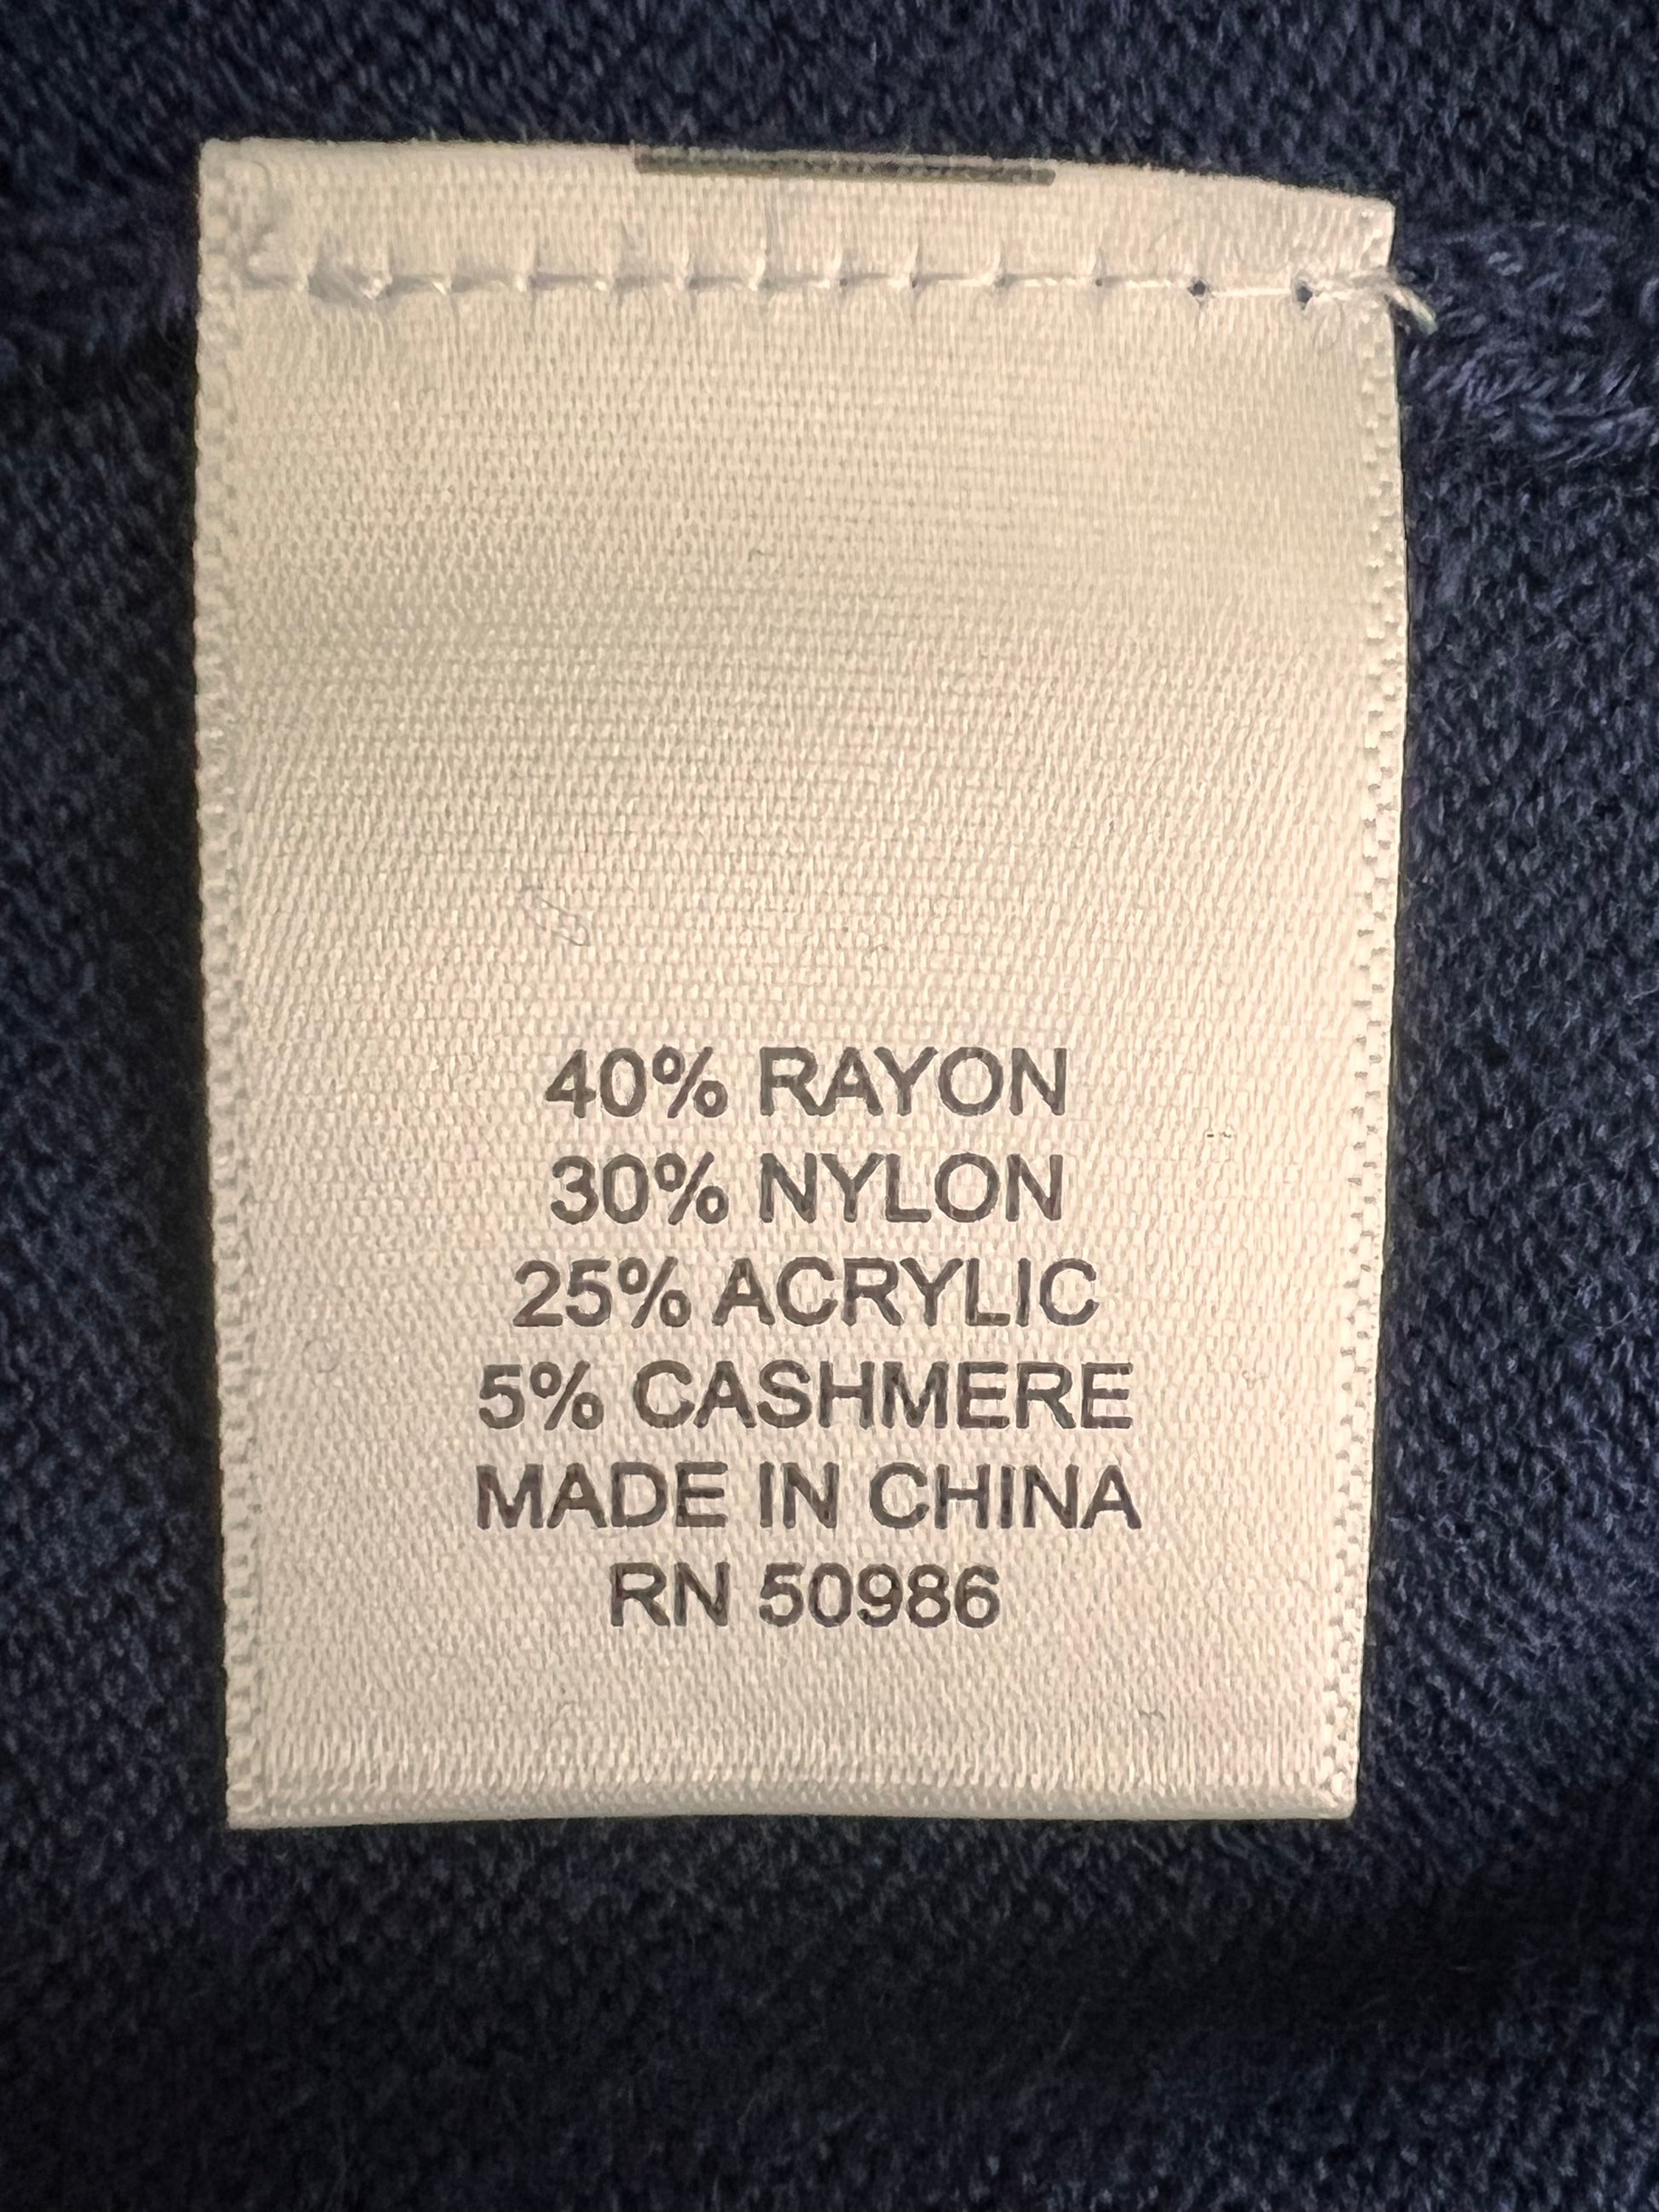 40% RAYON
30% NYLON
25% ACRYLIC
5% CASHMERE
MADE IN CHINA
RN 50986